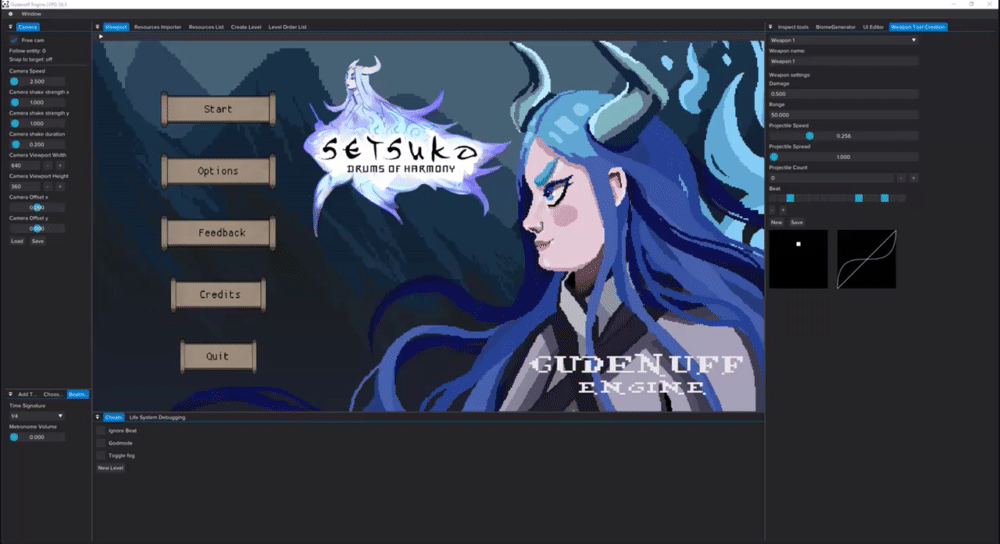 Gudenuff Engine | FPS:
Window
Camera
Free cam
Follow entity: 0
Snap to target: off
Camera Speed
2.500
Camera shake strength x
1.000
Camera shake strength y
1.000
Camera shake duration
0.200
Camera Viewport Width
640 - +
Camera Viewport Height
360 - +
Camera Offset x
0.000
Camera Offset y
0.000
Load Save
Add T... Choos... Beatm...
Time Signature
1/4
Metronome Volume
0.000
Viewport Resources Importer Resources List Create Level Level Order List
Start
Options
Feedback
Credits
Quit
SETSUKO
DRUMS OF HARMONY
GUDENUFF
ENGINE
Cheats Life System Debugging
Ignore Beat
Godmode
Toggle fog
New Level
Inspect tools BiomeGenerator UI Editor Weapon Tool Creation
Weapon 1
Weapon name:
Weapon 1
Weapon settings:
Damage
0.500
Range
50.000
Projectile Speed
0.256
Projectile Spread
1.000
Projectile Count
0 - +
Beat
- +
New Save